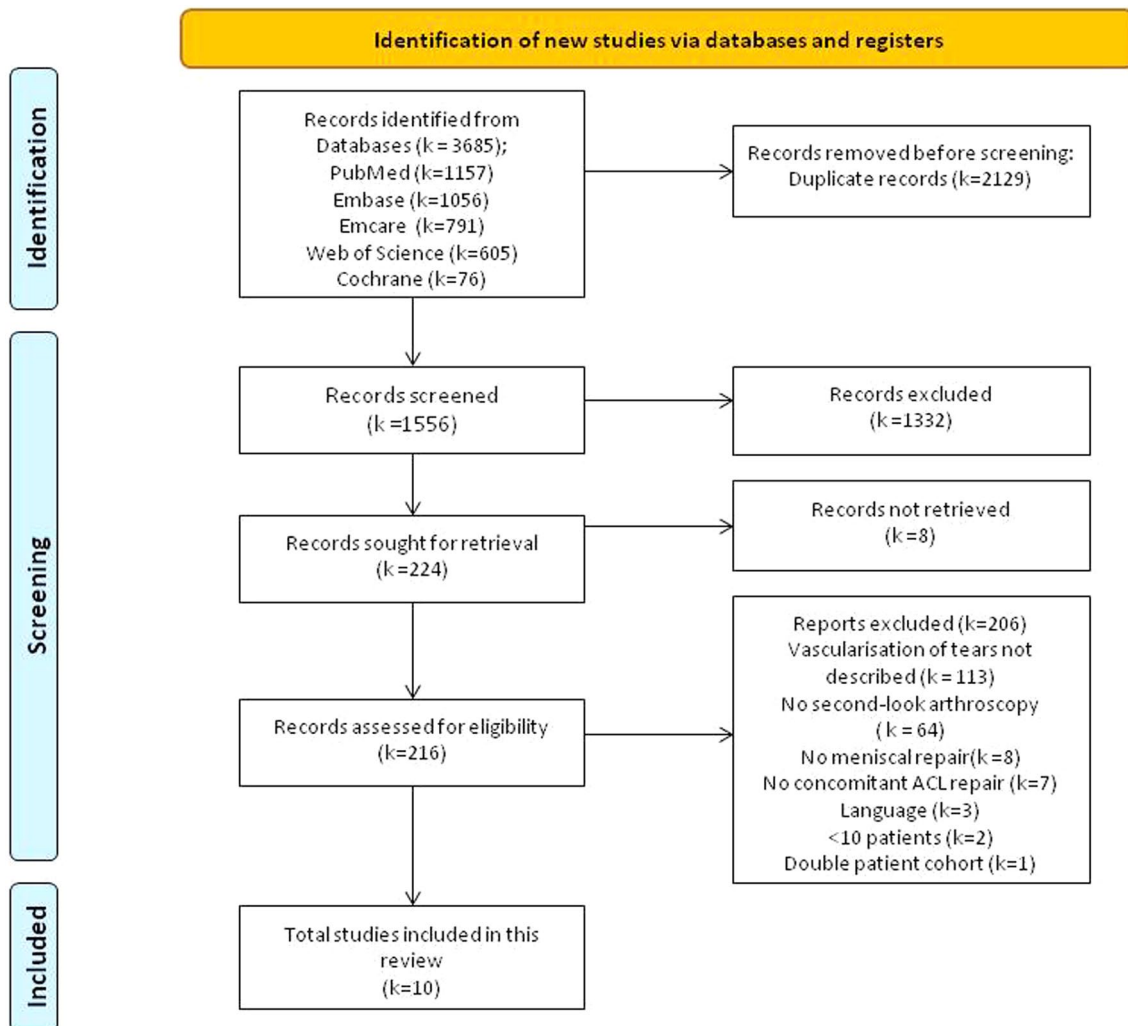 Identification of new studies via databases and registers
Identification
Records identified from
Databases (k = 3685);
PubMed (k=1157)
Embase (k=1056)
Emcare (k=791)
Web of Science (k=605)
Cochrane (k=76)
Records removed before screening:
Duplicate records (k=2129)
Screening
Records screened
(k =1556)
Records excluded
(k =1332)
Records sought for retrieval
(k =224)
Records not retrieved
(k =8)
Records assessed for eligibility
(k=216)
Reports excluded (k=206)
Vascularisation of tears not
described (k = 113)
No second-look arthroscopy
( k = 64)
No meniscal repair(k =8)
No concomitant ACL repair (k=7)
Language (k=3)
<10 patients (k=2)
Double patient cohort (k=1)
Included
Total studies included in this
review
(k=10)